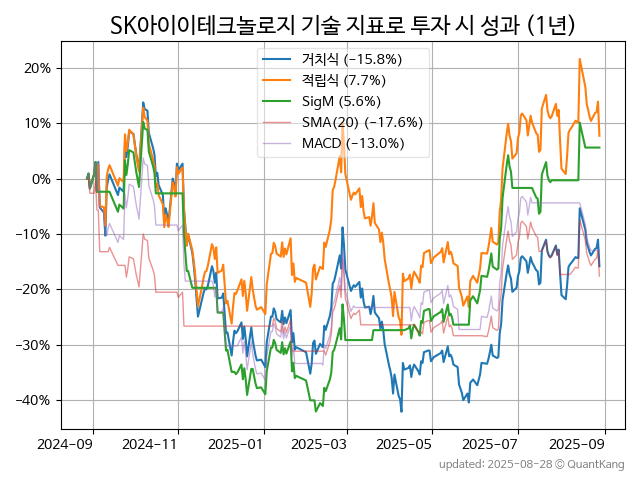 SK아이이테크놀로지 기술 지표로 투자 시 성과 (1년)
거치식 (−15.8%)
적립식 (7.7%)
SigM (5.6%)
SMA(20) (−17.6%)
MACD (−13.0%)
20%
10%
0%
−10%
−20%
−30%
−40%
2024-09 2024-11 2025-01 2025-03 2025-05 2025-07 2025-09
updated: 2025-08-28 © QuantKang